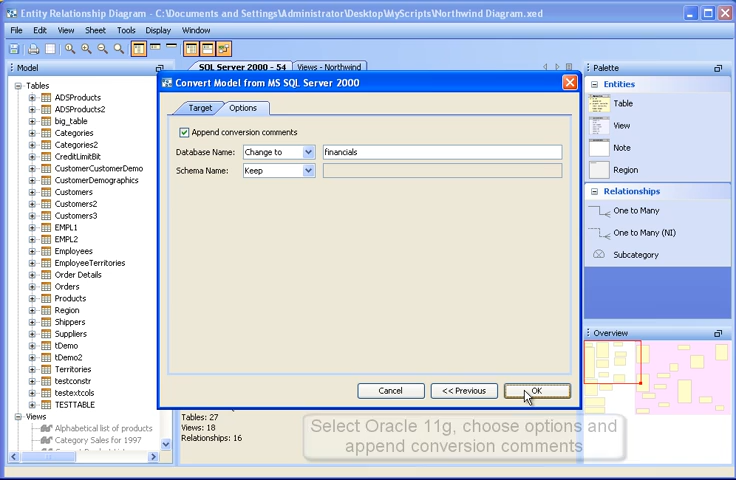 Entity Relationship Diagram - C:\Documents and Settings\Administrator\Desktop\MyScripts\Northwind Diagram.xed
File Edit View Sheet Tools Display Window
Model
SQL Server 2000 - 54 Views - Northwind
Palette
Tables
ADSProducts
ADSProducts2
big_table
Categories
Categories2
CreditLimitBit
CustomerCustomerDemo
CustomerDemographics
Customers
Customers2
Customers3
EMPL1
EMPL2
Employees
EmployeeTerritories
Order Details
Orders
Products
Region
Shippers
Suppliers
tDemo
tDemo2
Territories
testconstr
testextcols
TESTTABLE
Views
Alphabetical list of products
Category Sales for 1997
Convert Model from MS SQL Server 2000
Target Options
Append conversion comments
Database Name: Change to financials
Schema Name: Keep
Cancel << Previous OK
Tables: 27
Views: 18
Relationships: 16
Select Oracle 11g, choose options and
append conversion comments
Entities
Table
View
Note
Region
Relationships
One to Many
One to Many (NI)
Subcategory
Overview